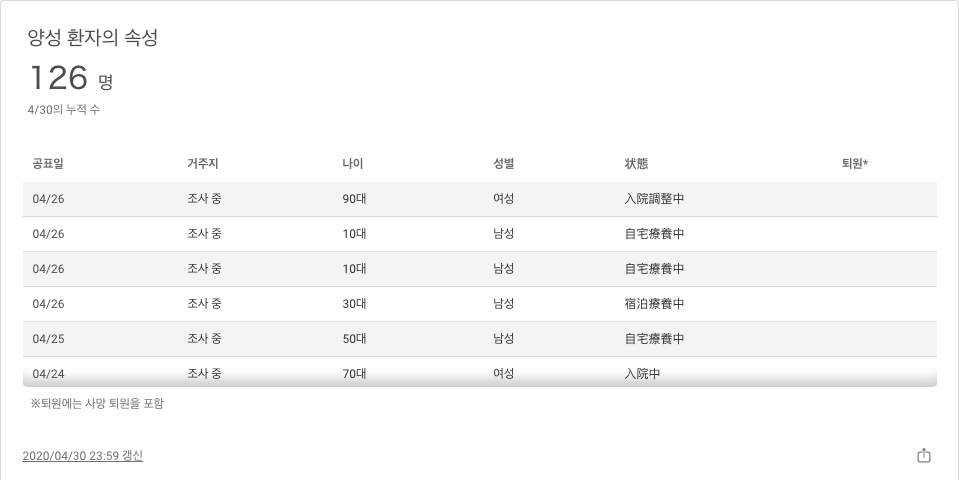 양성 환자의 속성
126 명
4/30의 누적 수
공표일 거주지 나이 성별 状態 퇴원*
04/26 조사 중 90대 여성 入院調整中
04/26 조사 중 10대 남성 自宅療養中
04/26 조사 중 10대 남성 自宅療養中
04/26 조사 중 30대 남성 宿泊療養中
04/25 조사 중 50대 남성 自宅療養中
04/24 조사 중 70대 여성 入院中
※퇴원에는 사망 퇴원을 포함
2020/04/30 23:59 갱신